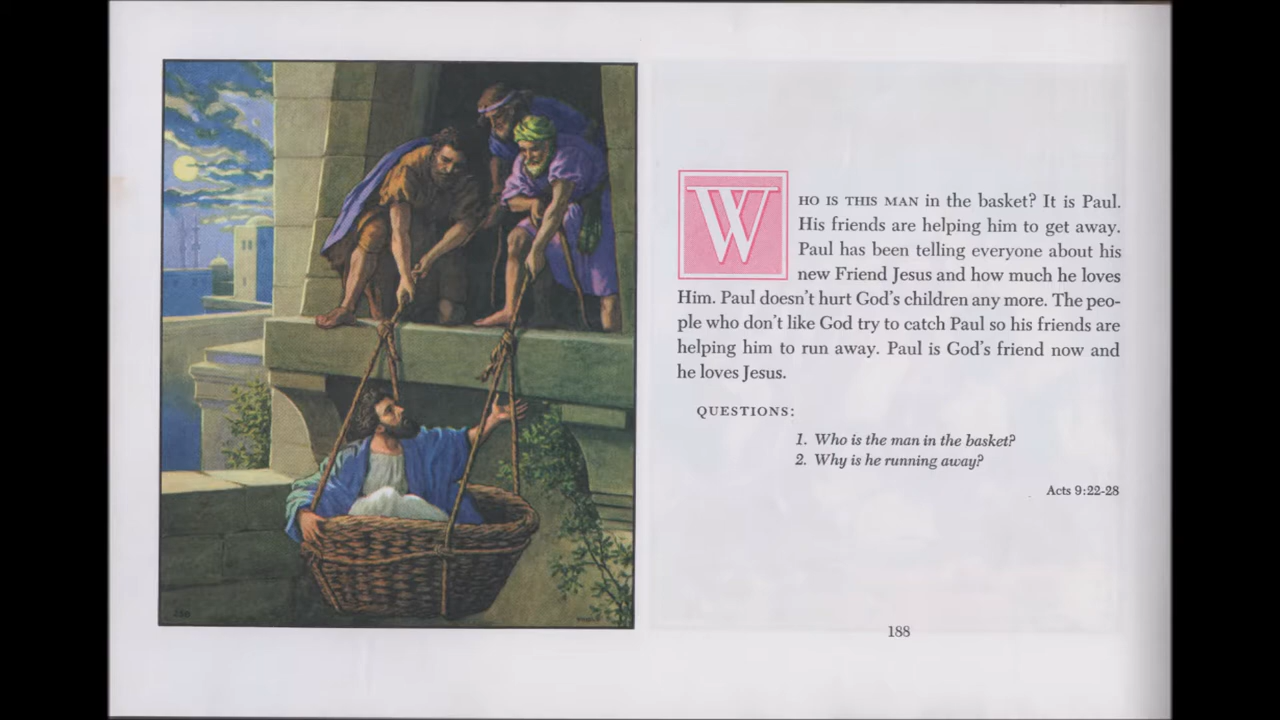 WHO IS THIS MAN in the basket? It is Paul.
His friends are helping him to get away.
Paul has been telling everyone about his
new Friend Jesus and how much he loves
Him. Paul doesn't hurt God's children any more. The peo-
ple who don't like God try to catch Paul so his friends are
helping him to run away. Paul is God's friend now and
he loves Jesus.
QUESTIONS:
1. Who is the man in the basket?
2. Why is he running away?
Acts 9:22-28
188